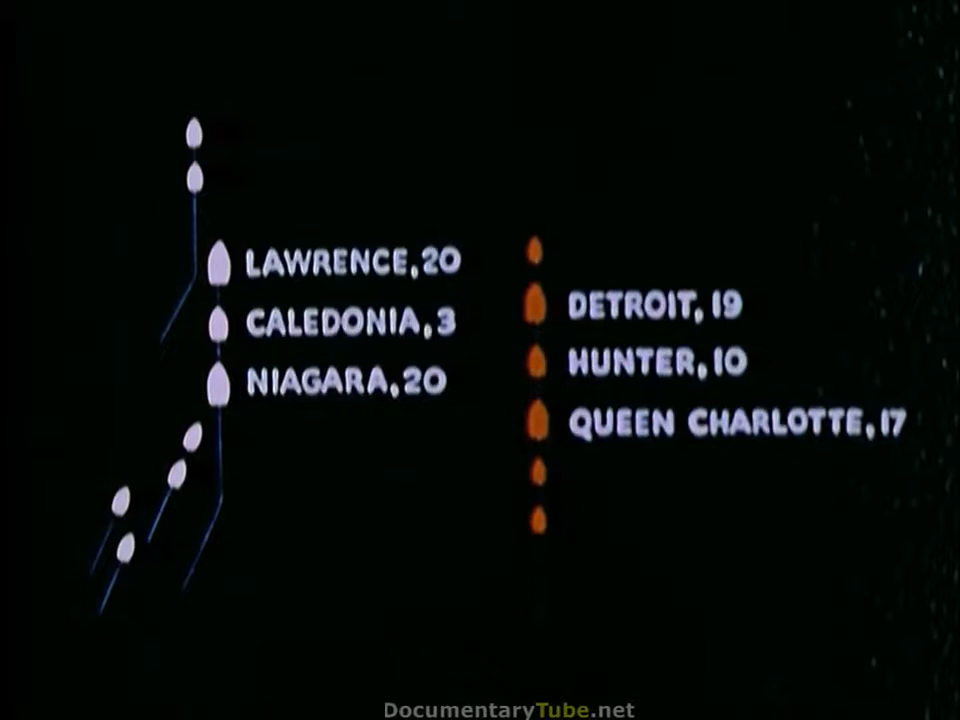 LAWRENCE, 20
CALEDONIA, 3
NIAGARA, 20
DETROIT, 19
HUNTER, 10
QUEEN CHARLOTTE, 17
DocumentaryTube.net